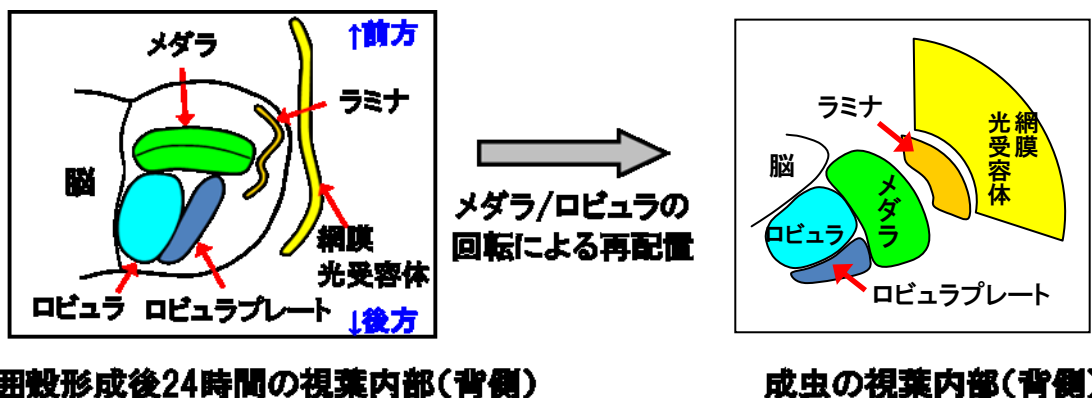 ↑前方
メダラ
ラミナ
脳
網膜
光受容体
ロビュラ ロビュラプレート
↓後方
囲殻形成後24時間の視葉内部(背側)
メダラ/ロビュラの
回転による再配置
ラミナ
網膜
光受容体
脳
メダラ
ロビュラ
ロビュラプレート
成虫の視葉内部(背側)